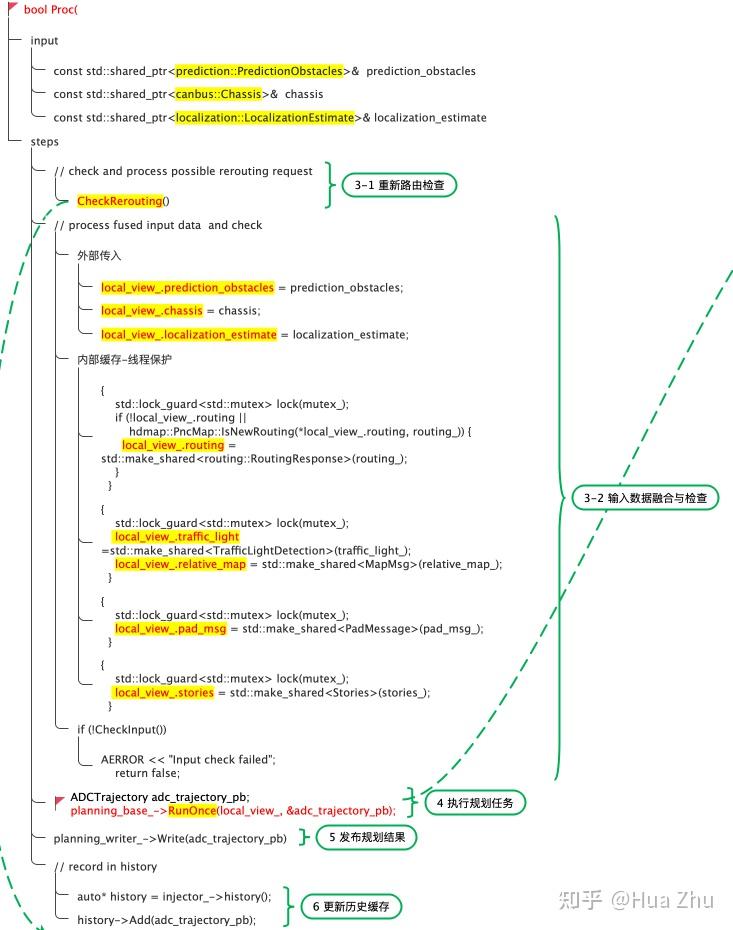 bool Proc(
input
const std::shared_ptr<prediction::PredictionObstacles>& prediction_obstacles
const std::shared_ptr<canbus::Chassis>& chassis
const std::shared_ptr<localization::LocalizationEstimate>& localization_estimate
steps
// check and process possible rerouting request
CheckRerouting()
3-1 重新路由检查
// process fused input data and check
外部传入
local_view_.prediction_obstacles = prediction_obstacles;
local_view_.chassis = chassis;
local_view_.localization_estimate = localization_estimate;
内部缓存-线程保护
{
std::lock_guard<std::mutex> lock(mutex_);
if (!local_view_.routing ||
hdmap::PncMap::IsNewRouting(*local_view_.routing, routing_)) {
local_view_.routing =
std::make_shared<routing::RoutingResponse>(routing_);
}
}
{
std::lock_guard<std::mutex> lock(mutex_);
local_view_.traffic_light
=std::make_shared<TrafficLightDetection>(traffic_light_);
local_view_.relative_map = std::make_shared<MapMsg>(relative_map_);
}
{
std::lock_guard<std::mutex> lock(mutex_);
local_view_.pad_msg = std::make_shared<PadMessage>(pad_msg_);
}
{
std::lock_guard<std::mutex> lock(mutex_);
local_view_.stories = std::make_shared<Stories>(stories_);
}
if (!CheckInput())
AERROR << "Input check failed";
return false;
3-2 输入数据融合与检查
ADCTrajectory adc_trajectory_pb;
planning_base_->RunOnce(local_view_, &adc_trajectory_pb);
4 执行规划任务
planning_writer_->Write(adc_trajectory_pb)
5 发布规划结果
// record in history
auto* history = injector_->history();
history->Add(adc_trajectory_pb);
6 更新历史缓存
知乎 @Hua Zhu